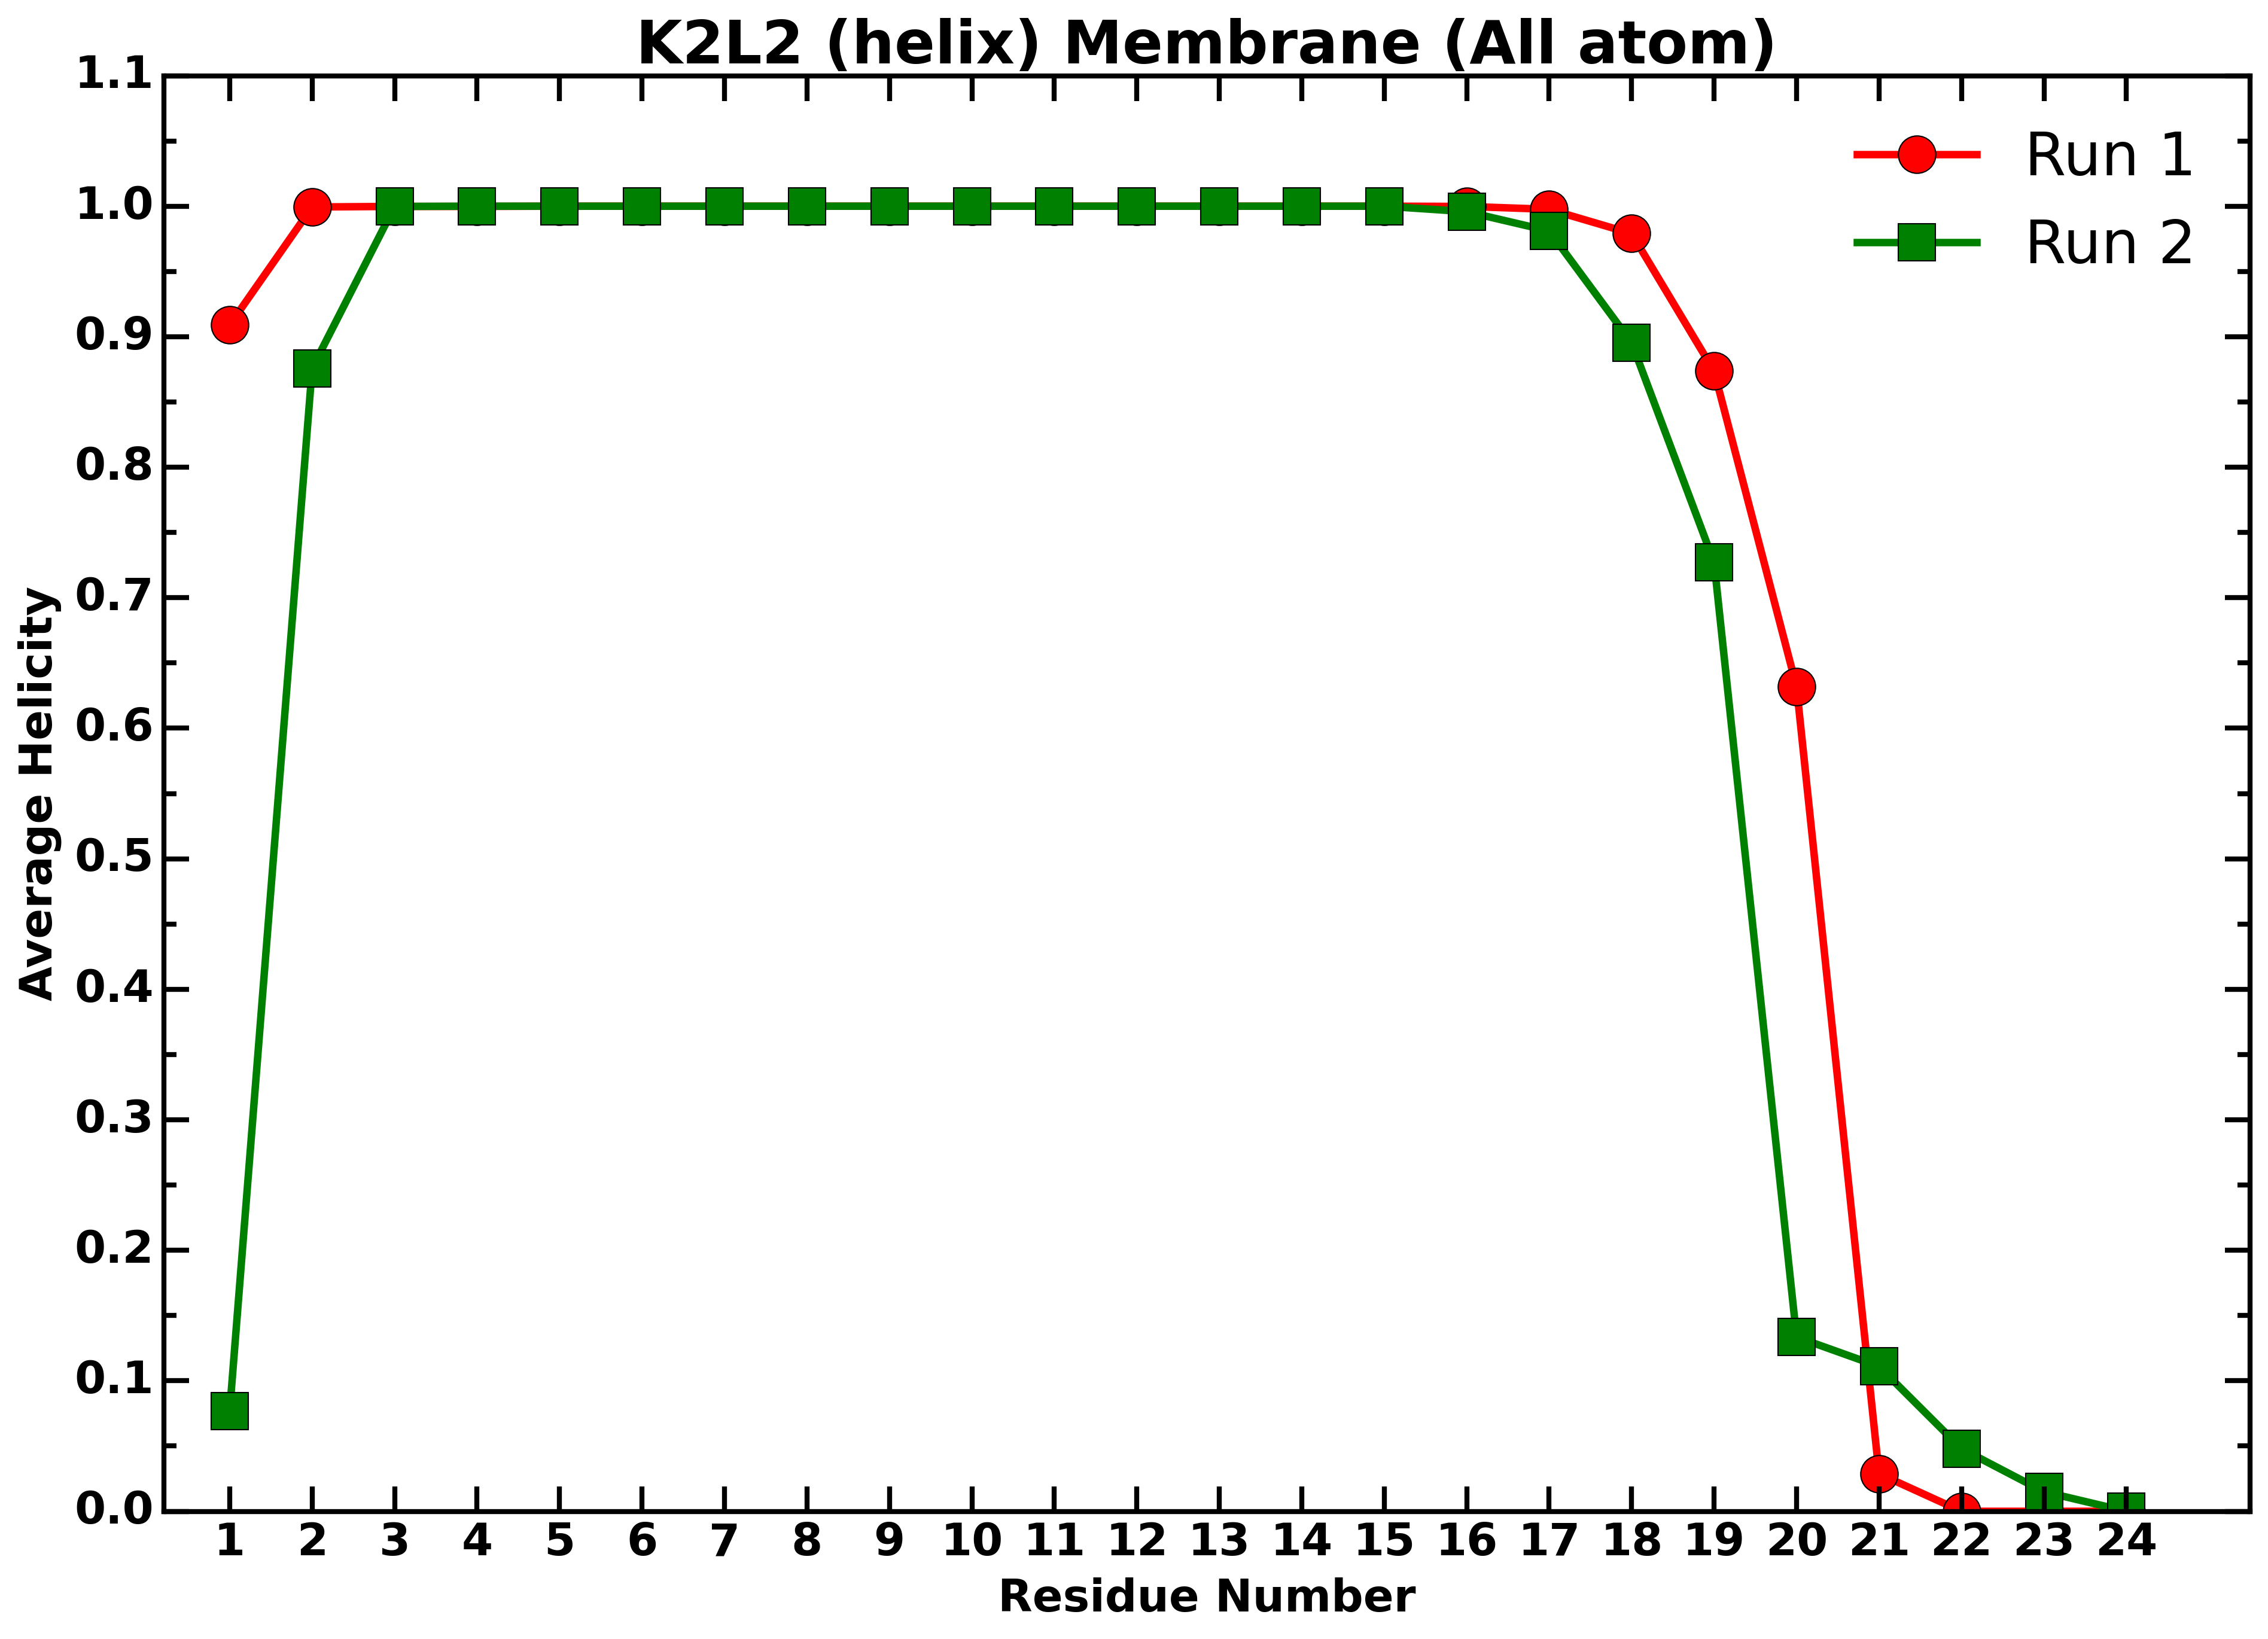 K2L2 (helix) Membrane (All atom)
1.1
1.0
0.9
0.8
0.7
0.6
0.5
0.4
0.3
0.2
0.1
0.0
Average Helicity
Run 1
Run 2
1 2 3 4 5 6 7 8 9 10 11 12 13 14 15 16 17 18 19 20 21 22 23 24
Residue Number